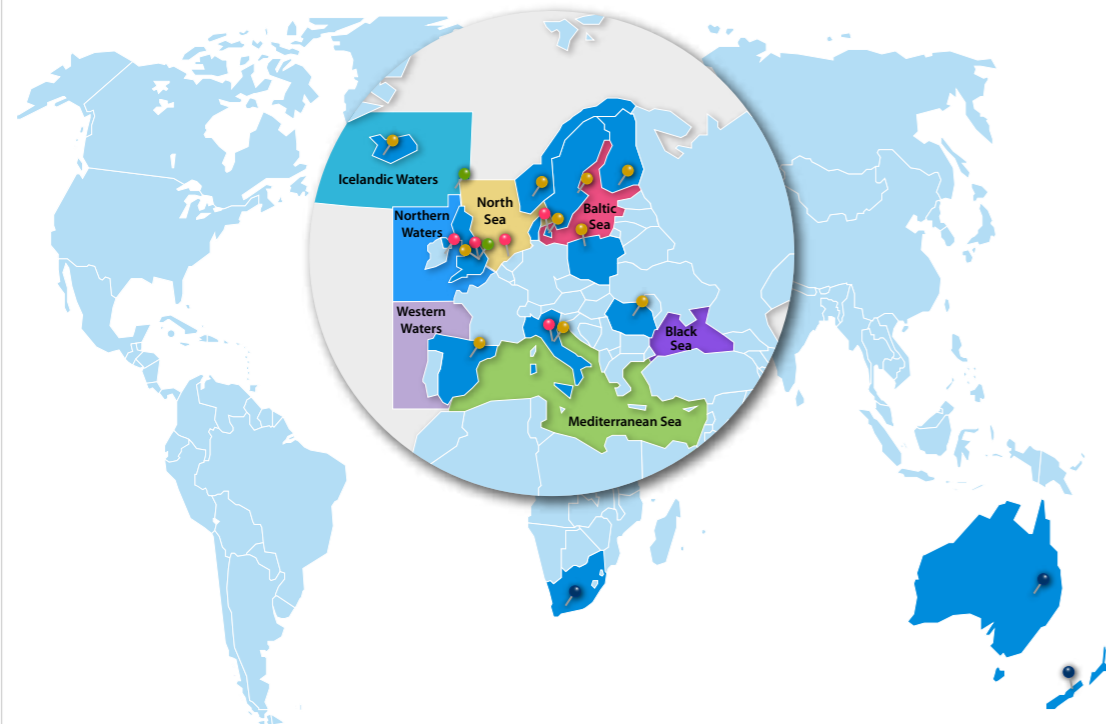 Icelandic Waters
North
Sea
Northern
Waters
Baltic
Sea
Western
Waters
Black
Sea
Mediterranean Sea